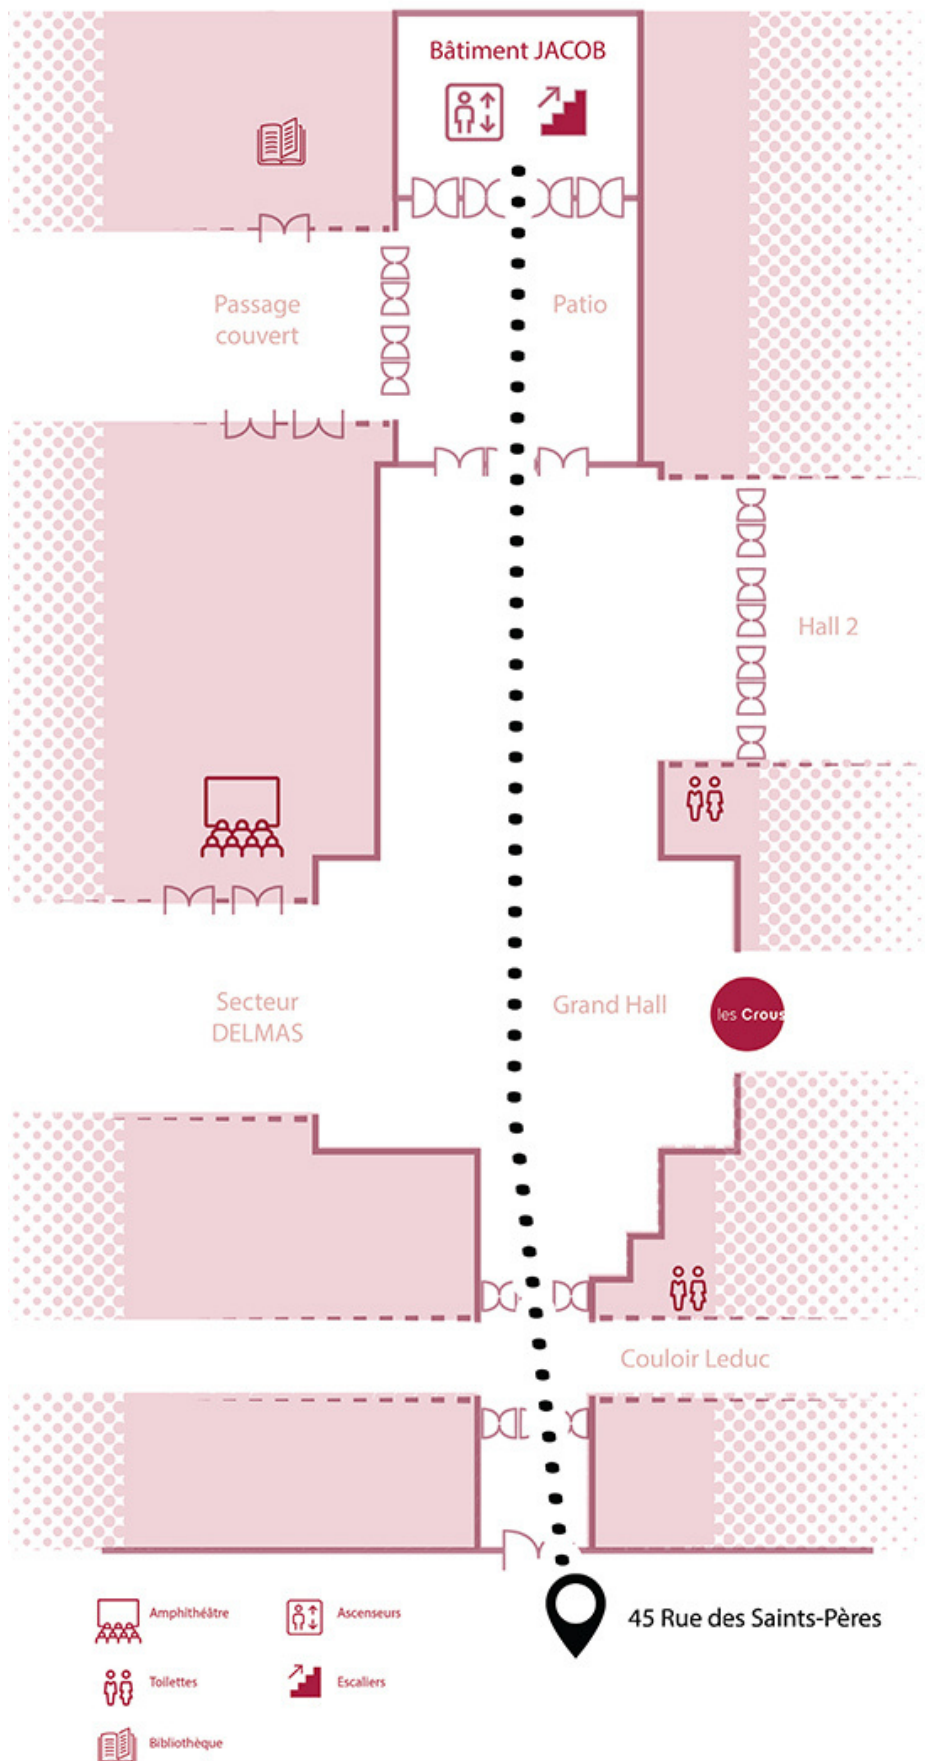 Bâtiment JACOB
Passage
couvert
Patio
Hall 2
Secteur
DELMAS
Grand Hall
les Crous
Couloir Leduc
45 Rue des Saints-Pères
Amphithéâtre
Ascenseurs
Toilettes
Escaliers
Bibliothèque